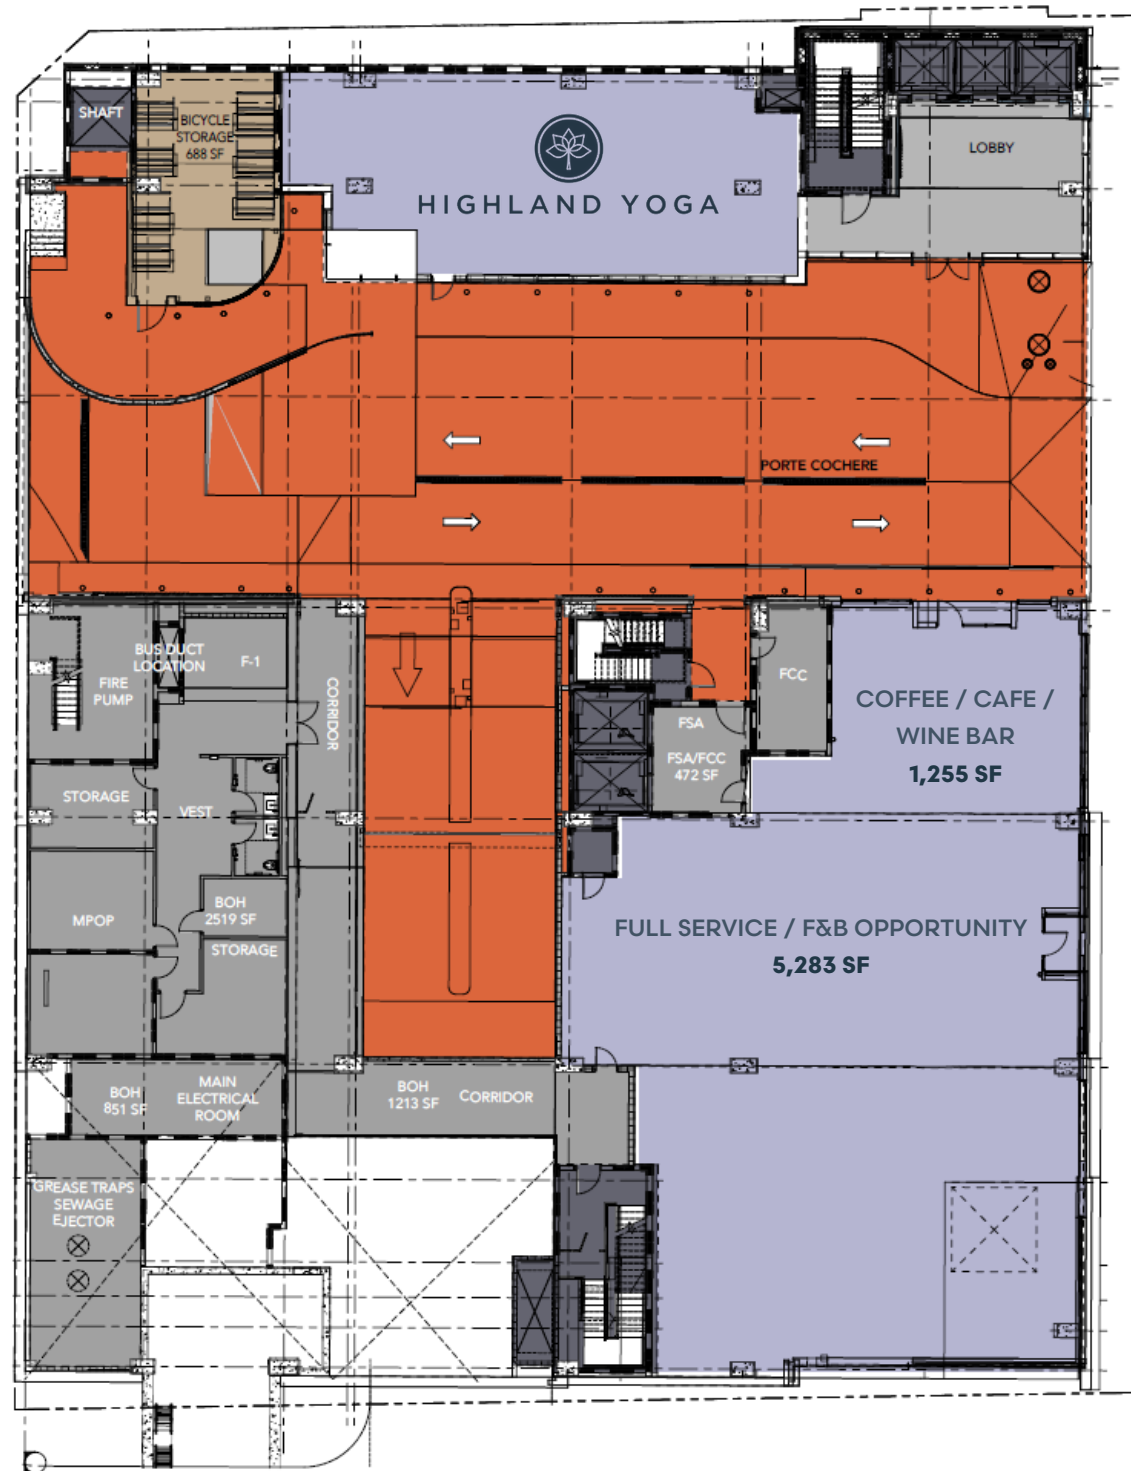 SHAFT
BICYCLE
STORAGE
688 SF
HIGHLAND YOGA
LOBBY
PORTE COCHERE
BUS DUCT
LOCATION
F-1
FIRE
PUMP
CORRIDOR
FCC
FSA
FSA/FCC
472 SF
COFFEE / CAFE /
WINE BAR
1,255 SF
STORAGE
VEST
MPOP
BOH
2519 SF
STORAGE
FULL SERVICE / F&B OPPORTUNITY
5,283 SF
BOH
851 SF
MAIN
ELECTRICAL
ROOM
BOH
1213 SF
CORRIDOR
GREASE TRAPS
SEWAGE
EJECTOR